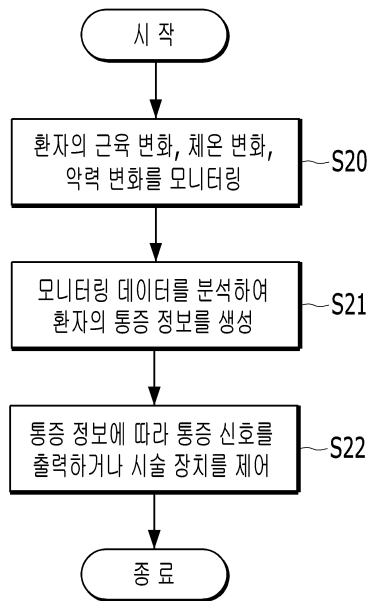 시 작
환자의 근육 변화, 체온 변화,
악력 변화를 모니터링
S20
모니터링 데이터를 분석하여
환자의 통증 정보를 생성
S21
통증 정보에 따라 통증 신호를
출력하거나 시술 장치를 제어
S22
종 료